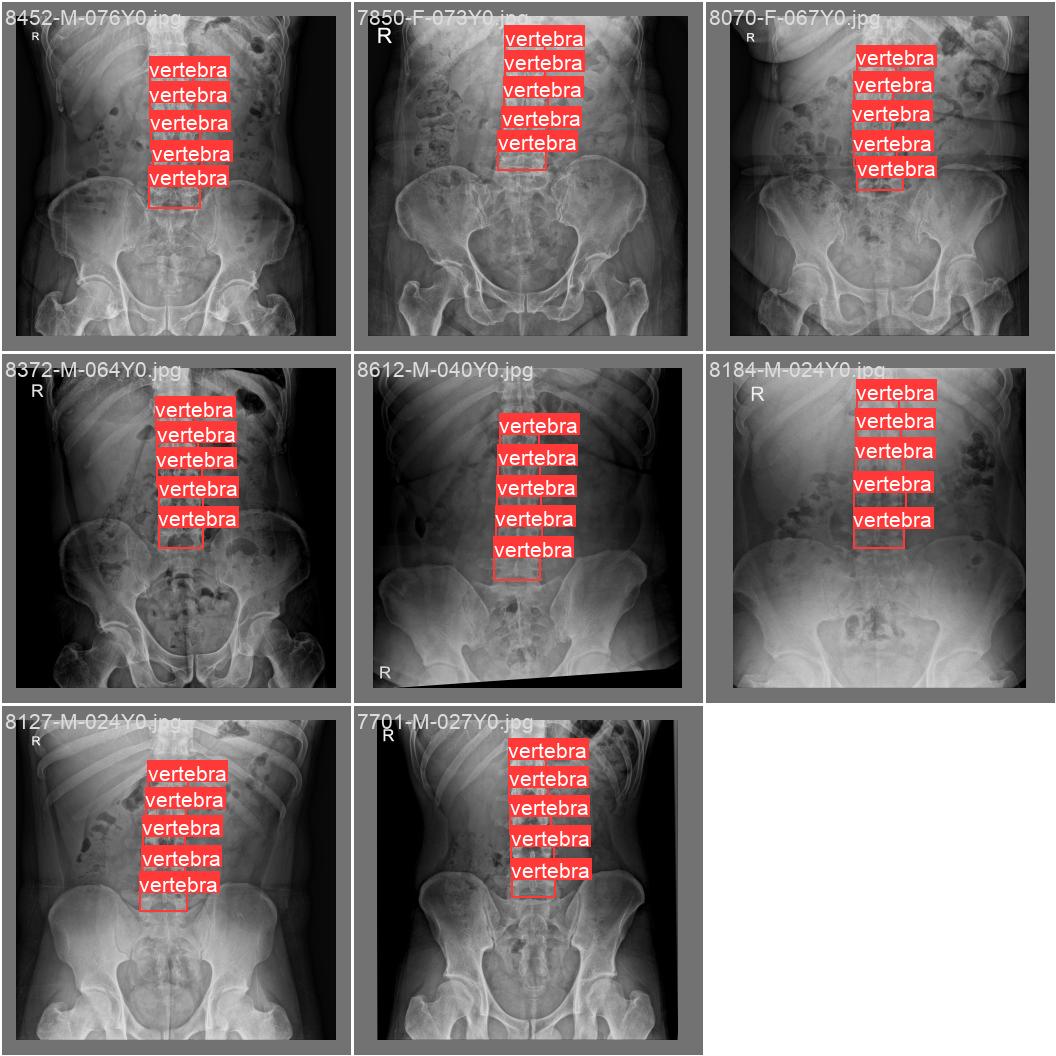 8452-M-076Y0.jpg
R
vertebra
vertebra
vertebra
vertebra
vertebra
7850-F-073Y0.jpg
R
vertebra
vertebra
vertebra
vertebra
vertebra
8070-F-067Y0.jpg
R
vertebra
vertebra
vertebra
vertebra
vertebra
8372-M-064Y0.jpg
R
vertebra
vertebra
vertebra
vertebra
vertebra
8612-M-040Y0.jpg
vertebra
vertebra
vertebra
vertebra
vertebra
R
8184-M-024Y0.jpg
R
vertebra
vertebra
vertebra
vertebra
vertebra
8127-M-024Y0.jpg
R
vertebra
vertebra
vertebra
vertebra
vertebra
7701-M-027Y0.jpg
R
vertebra
vertebra
vertebra
vertebra
vertebra